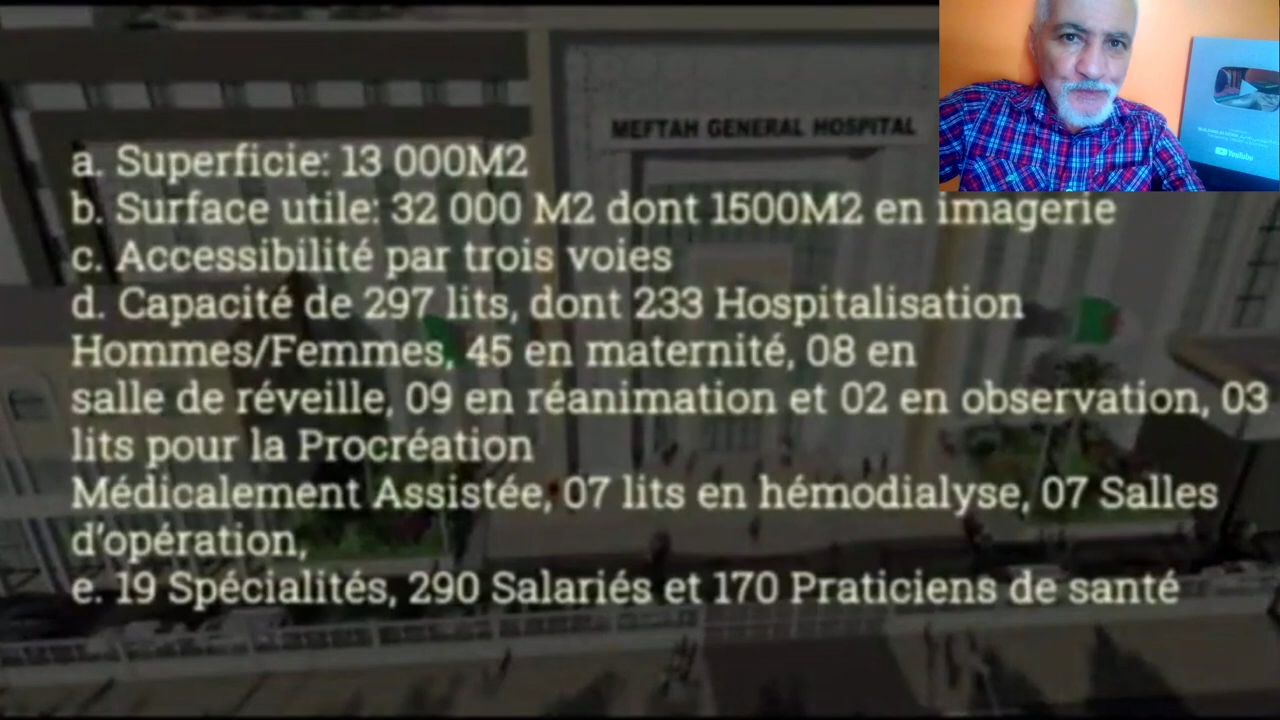 MEFTAH GENERAL HOSPITAL
a. Superficie: 13 000M2
b. Surface utile: 32 000 M2 dont 1500M2 en imagerie
c. Accessibilité par trois voies
d. Capacité de 297 lits, dont 233 Hospitalisation
Hommes/Femmes, 45 en maternité, 08 en
salle de réveille, 09 en réanimation et 02 en observation, 03
lits pour la Procréation
Médicalement Assistée, 07 lits en hémodialyse, 07 Salles
d'opération,
e. 19 Spécialités, 290 Salariés et 170 Praticiens de santé
YouTube